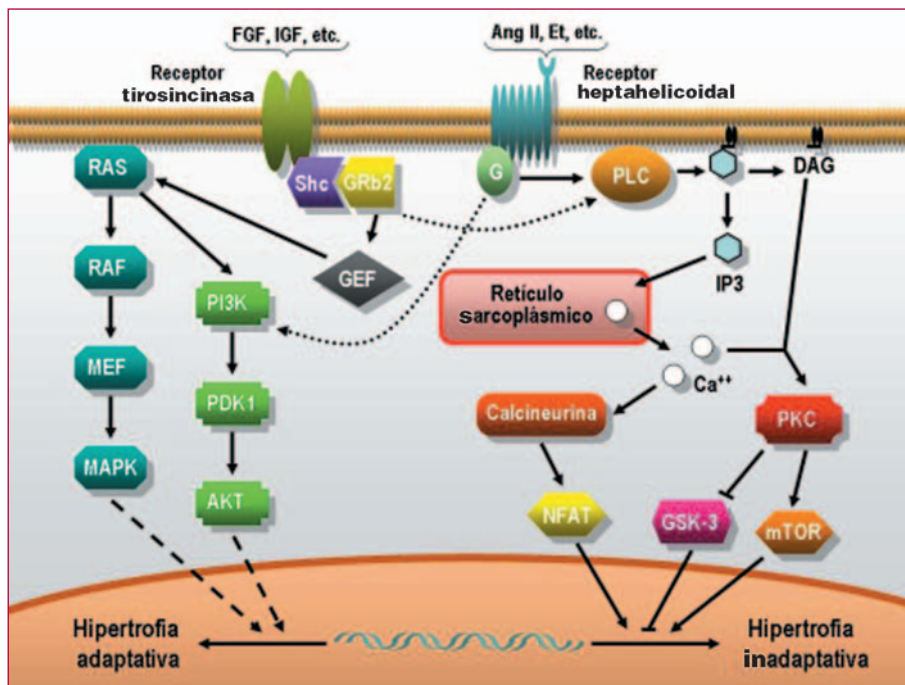 FGF, IGF, etc.
Ang II, Et, etc.
Receptor
tirosincinasa
Receptor
heptahelicoidal
RAS
Shc
GRb2
G
PLC
DAG
RAF
GEF
IP3
PI3K
Retículo
sarcoplásmico
MEF
Ca++
PDK1
Calcineurina
PKC
MAPK
AKT
NFAT
GSK-3
mTOR
Hipertrofia
adaptativa
Hipertrofia
inadaptativa